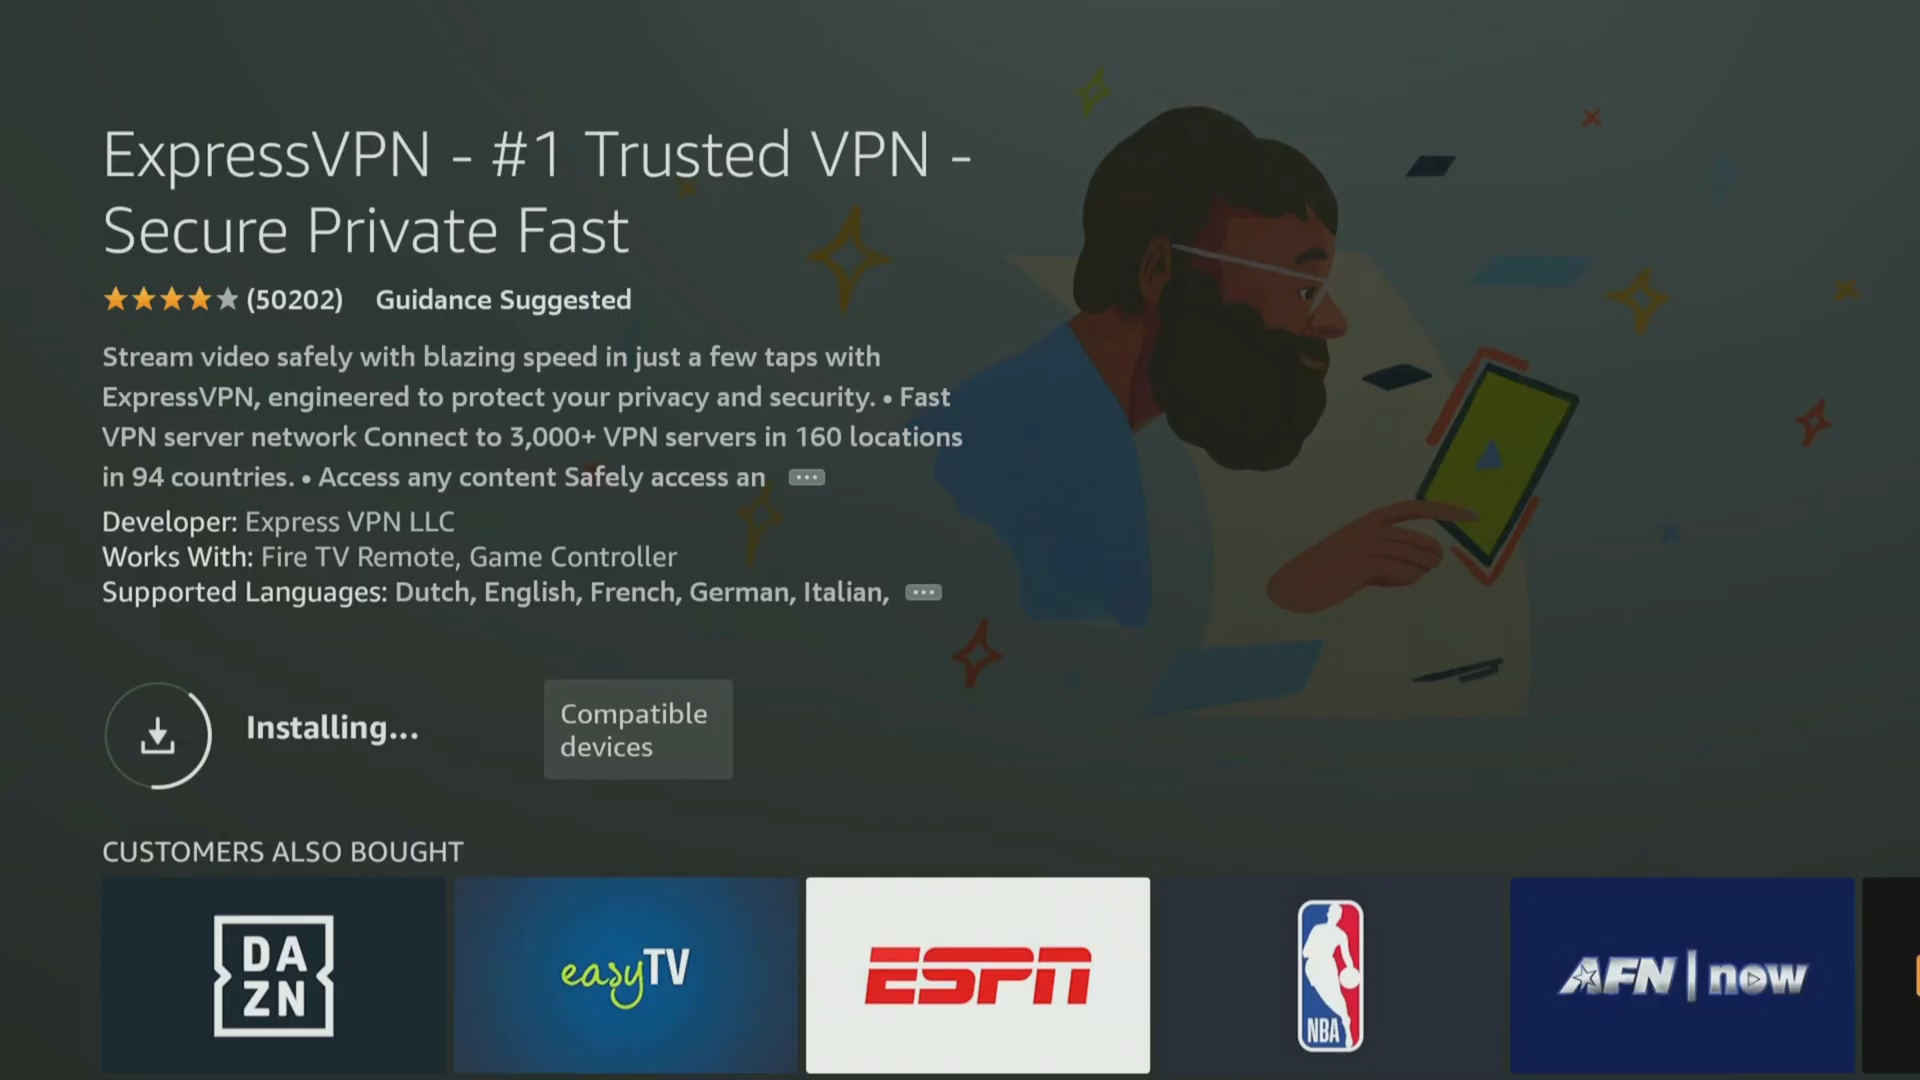 ExpressVPN - #1 Trusted VPN -
Secure Private Fast
(50202) Guidance Suggested
Stream video safely with blazing speed in just a few taps with
ExpressVPN, engineered to protect your privacy and security. • Fast
VPN server network Connect to 3,000+ VPN servers in 160 locations
in 94 countries. • Access any content Safely access an ...
Developer: Express VPN LLC
Works With: Fire TV Remote, Game Controller
Supported Languages: Dutch, English, French, German, Italian, ...
Installing...
Compatible
devices
CUSTOMERS ALSO BOUGHT
DA
ZN
easyTV
ESPN
NBA
AFN | now